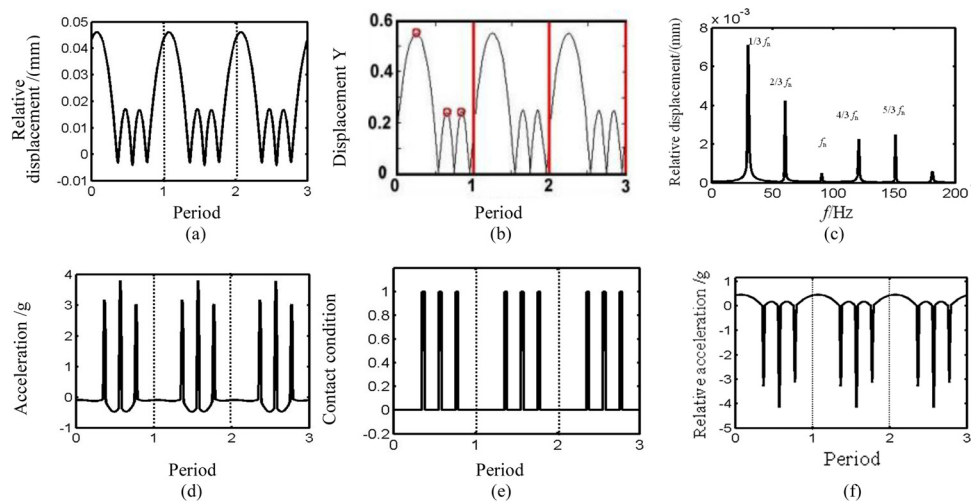 0.05
0.04
0.03
0.02
0.01
0
-0.01
0 1 2 3
Relative
displacement /(mm)
Period
(a)
0.6
0.4
0.2
0
0 1 2 3
Displacement Y
Period
(b)
× 10⁻³
8
6
4
2
0
0 50 100 150 200
Relative displacement/(mm)
1/3 fn
2/3 fn
fn
4/3 fn
5/3 fn
f/Hz
(c)
4
3
2
1
0
-1
0 1 2 3
Acceleration /g
Period
(d)
1
0.8
0.6
0.4
0.2
0
-0.2
0 1 2 3
Contact condition
Period
(e)
1
0
-1
-2
-3
-4
-5
0 1 2 3
Relative acceleration /g
Period
(f)